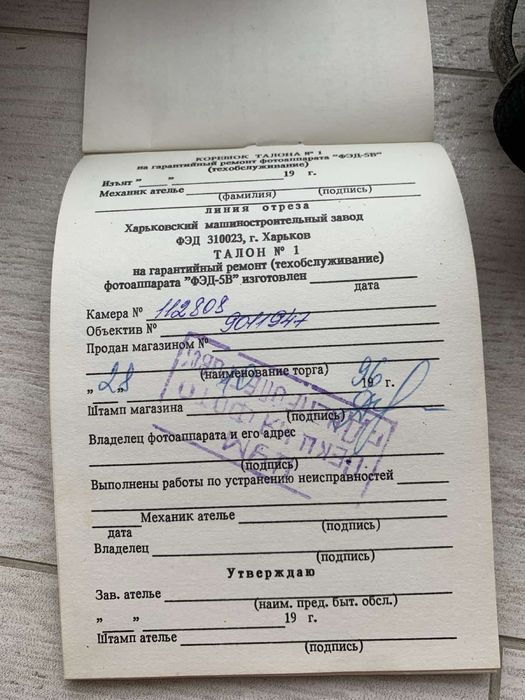 КОРЕШОК ТАЛОНА № 1
на гарантийный ремонт фотоаппарата "ФЭД-5В"
(техобслуживание)
Изъят " " 19 г.
Механик ателье
(фамилия) (подпись)
линия отреза
Харьковский машиностроительный завод
ФЭД 310023, г. Харьков
ТАЛОН № 1
на гарантийный ремонт (техобслуживание)
фотоаппарата "ФЭД-5В" изготовлен
дата
Камера № 112808
Объектив № 9011947
Продан магазином №
(наименование торга)
„ 28 „ 1996 г.
Штамп магазина
(подпись)
Владелец фотоаппарата и его адрес
(подпись)
Выполнены работы по устранению неисправностей
Механик ателье
дата (подпись)
Владелец
(подпись)
Утверждаю
Зав. ателье
(наим. пред. быт. обсл.)
„ ” 19 г.
Штамп ателье
(подпись)